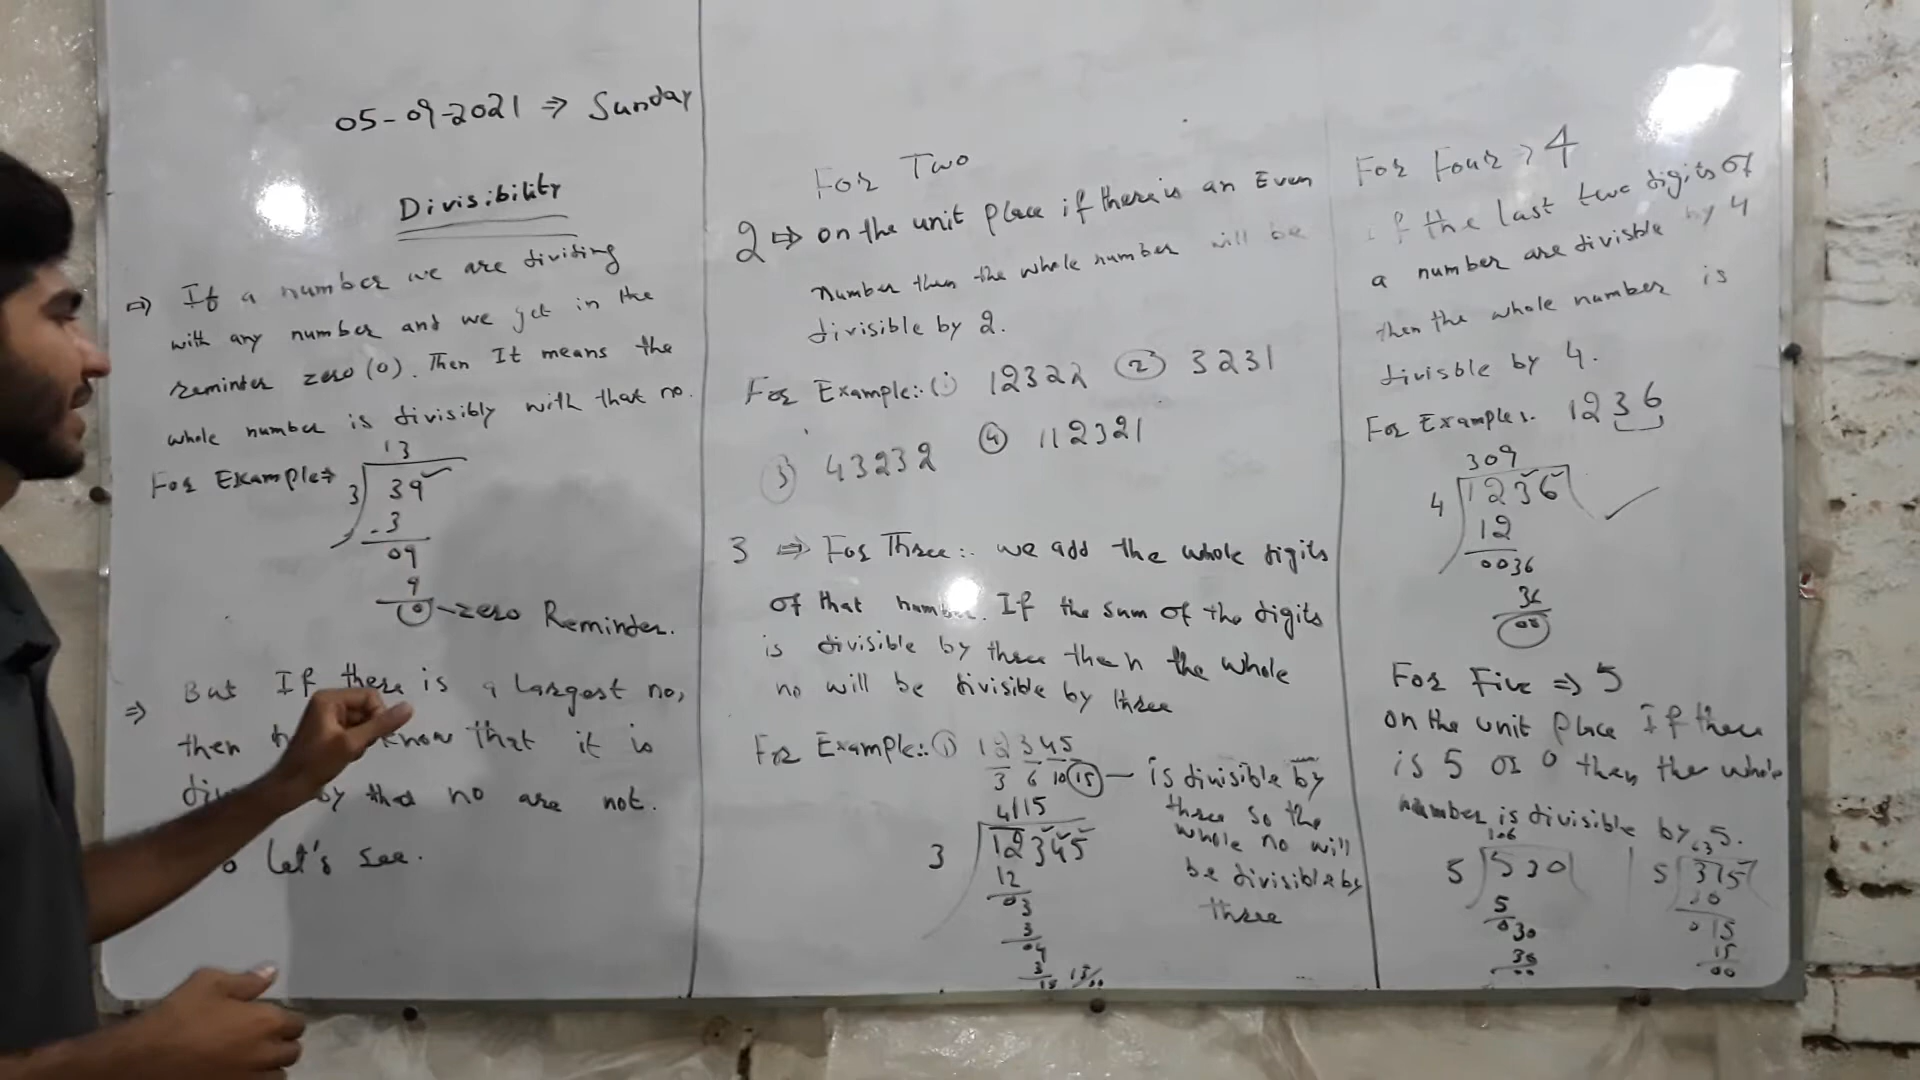 05-09-2021 ⇒ Sunday
Divisibility
⇒ If a number we are dividing
with any number and we get in the
reminter zero (0). Then It means the
whole number is divisibly with that no.
For Example⇒
13
3 39
-3
09
9
0 - zero Reminder.
⇒ But If there is a largest no,
then know that it is
by that no are not.
let's see.
For Two
2 ⇒ on the unit place if there is an Even
number then the whole number will be
divisible by 2.
For Example:. (1) 12322 (2) 3231
(3) 43232 (4) 112321
3 ⇒ For Three:. we add the whole digits
of that number. If the sum of the digits
is divisible by three then the whole
no will be divisible by three
For Example:. (1) 12345
3 6 10 15 — is divisible by
three so the
whole no will
be divisible by
three
4115
3 12345
12
03
3
04
3
15 15/00
For Four > 4
if the last two digits of
a number are divisble by 4
then the whole number is
divisble by 4.
For Examples. 1236
309
4 1236
12
0036
36
00
For Five ⇒ 5
on the unit place If there
is 5 or 0 then the whole
number is divisible by 5.
106
5 530
5
030
30
00
63
5 375
30
015
15
00